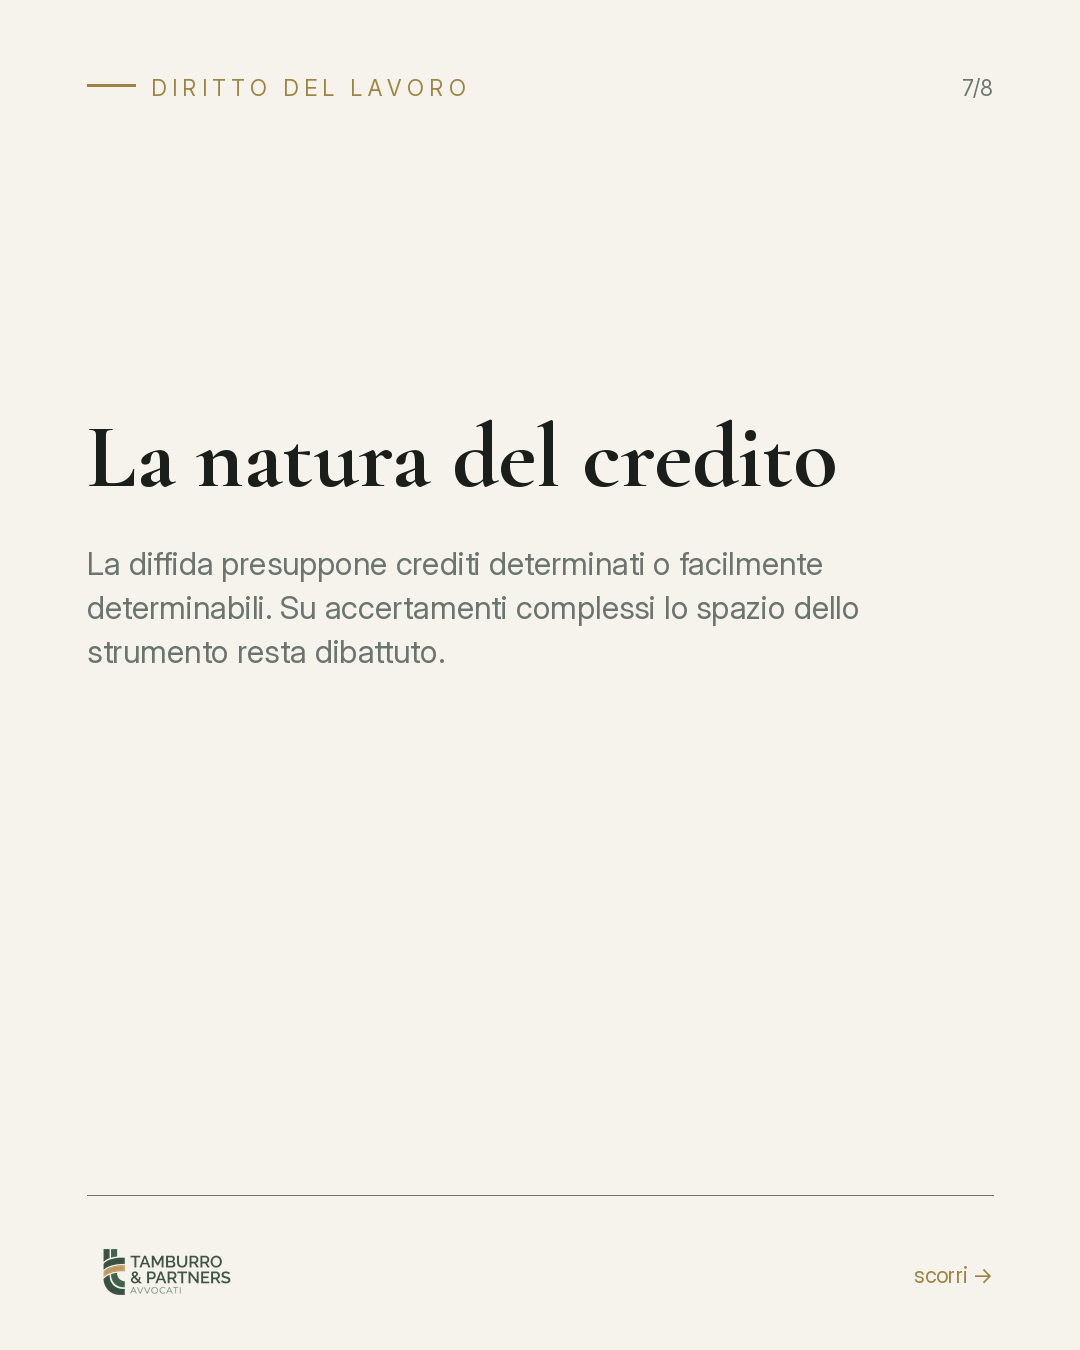 DIRITTO DEL LAVORO
7/8
La natura del credito
La diffida presuppone crediti determinati o facilmente
determinabili. Su accertamenti complessi lo spazio dello
strumento resta dibattuto.
TAMBURRO
& PARTNERS
AVVOCATI
scorri →